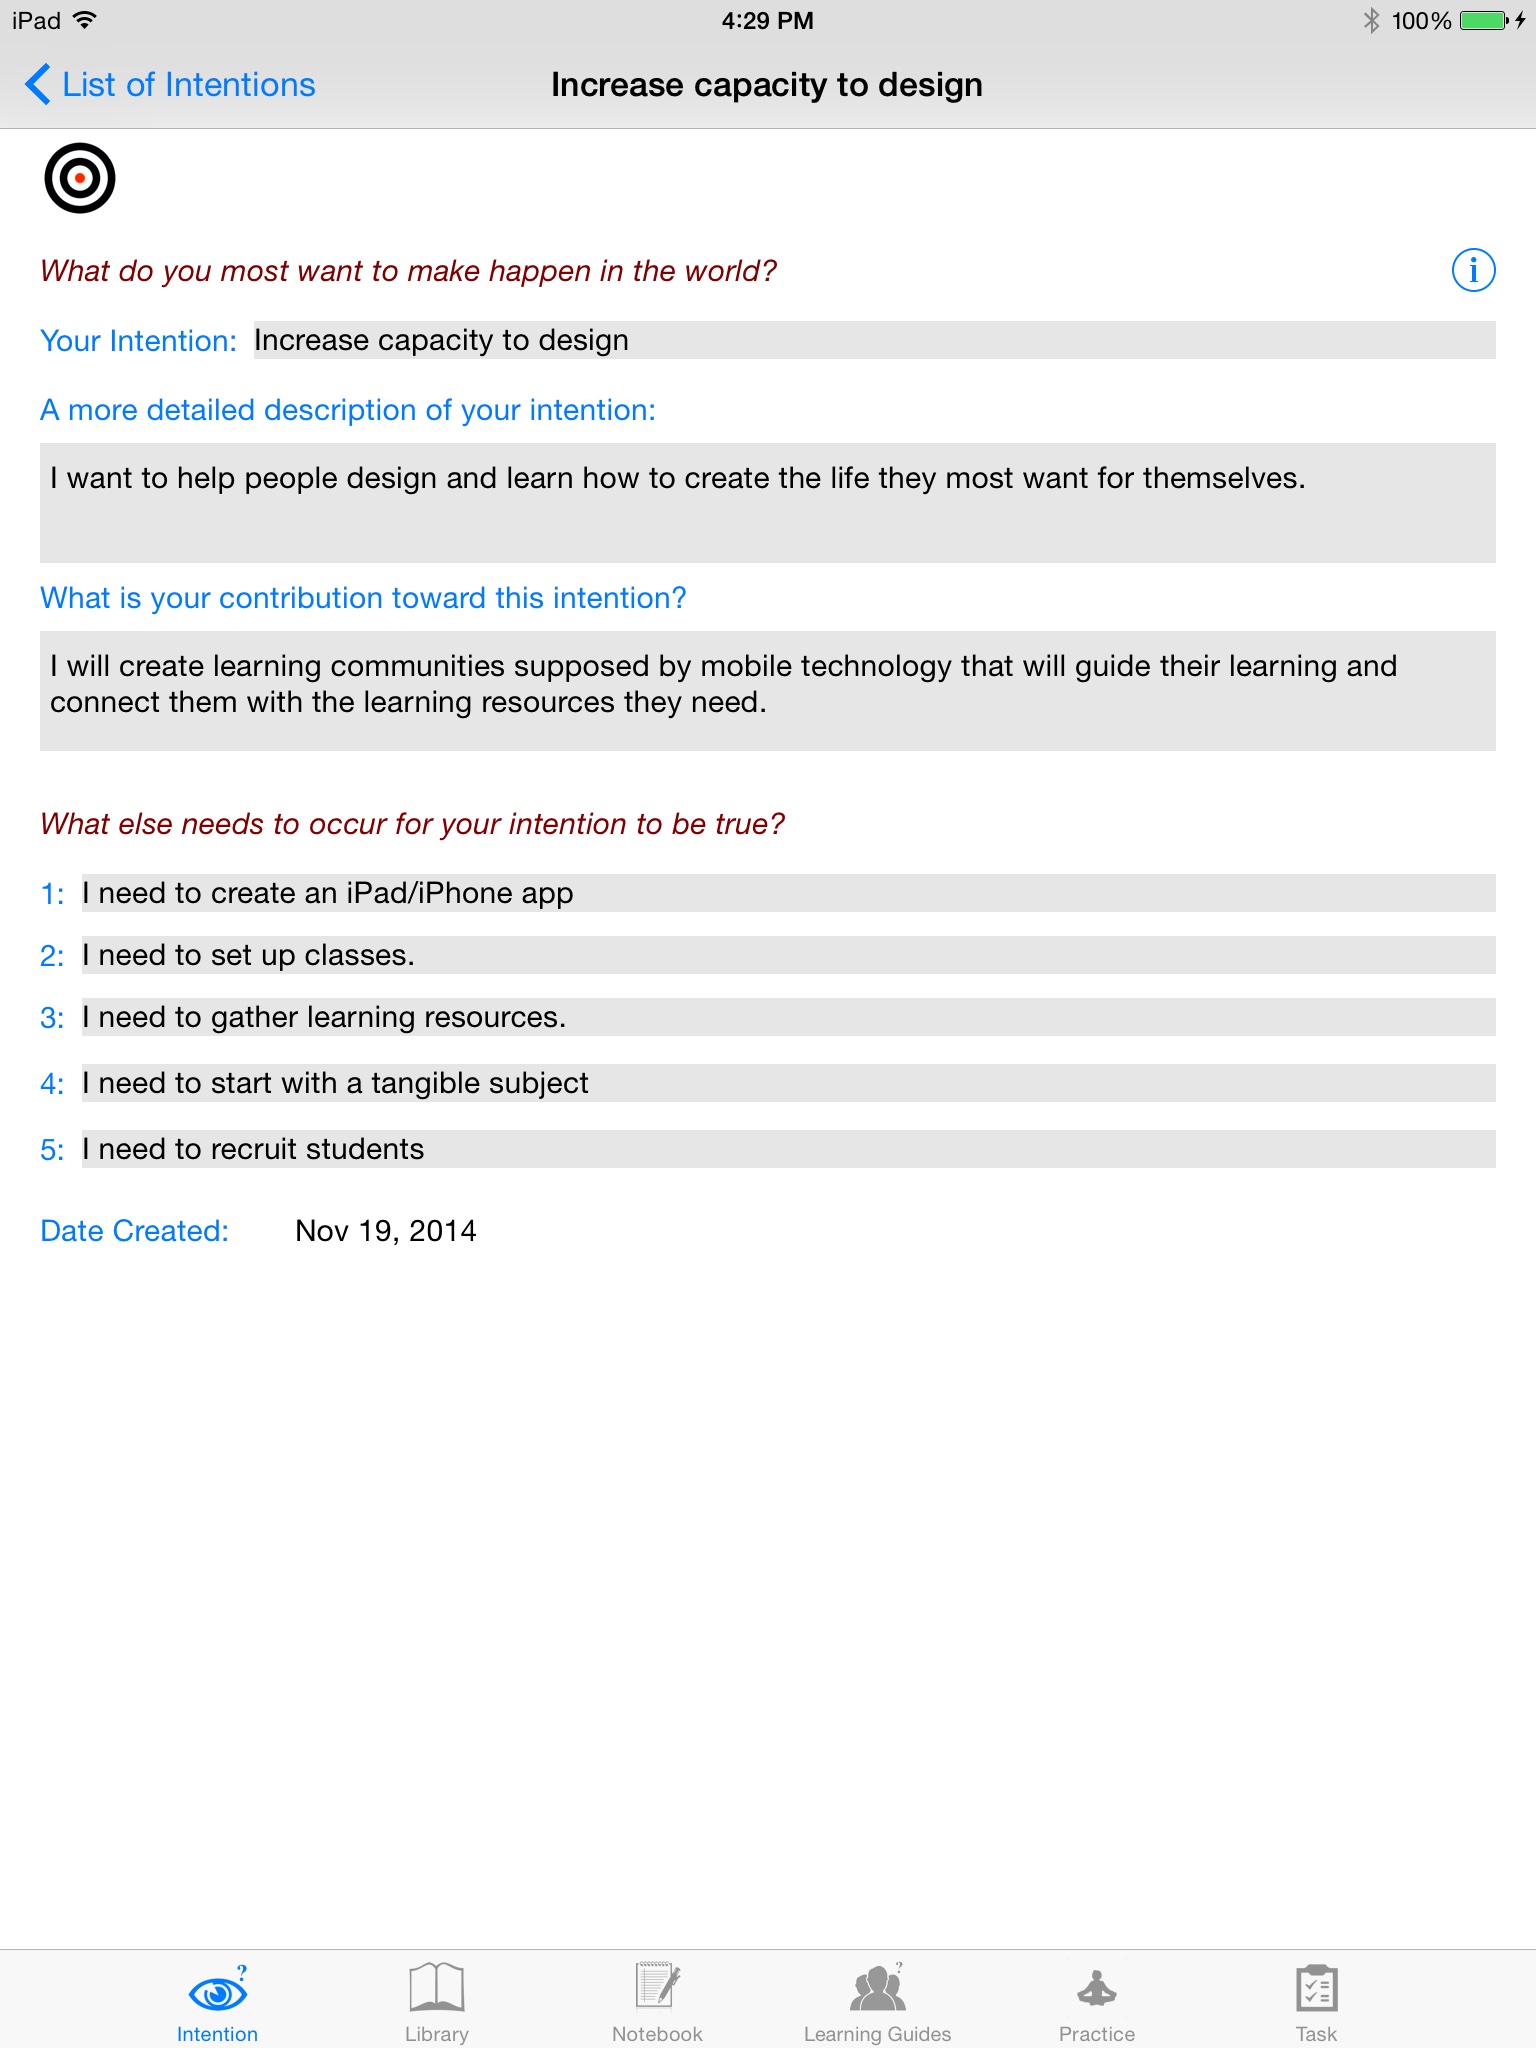 iPad 4:29 PM 100%
List of Intentions Increase capacity to design
What do you most want to make happen in the world? i
Your Intention: Increase capacity to design
A more detailed description of your intention:
I want to help people design and learn how to create the life they most want for themselves.
What is your contribution toward this intention?
I will create learning communities supposed by mobile technology that will guide their learning and
connect them with the learning resources they need.
What else needs to occur for your intention to be true?
1: I need to create an iPad/iPhone app
2: I need to set up classes.
3: I need to gather learning resources.
4: I need to start with a tangible subject
5: I need to recruit students
Date Created: Nov 19, 2014
? ?
Intention Library Notebook Learning Guides Practice Task